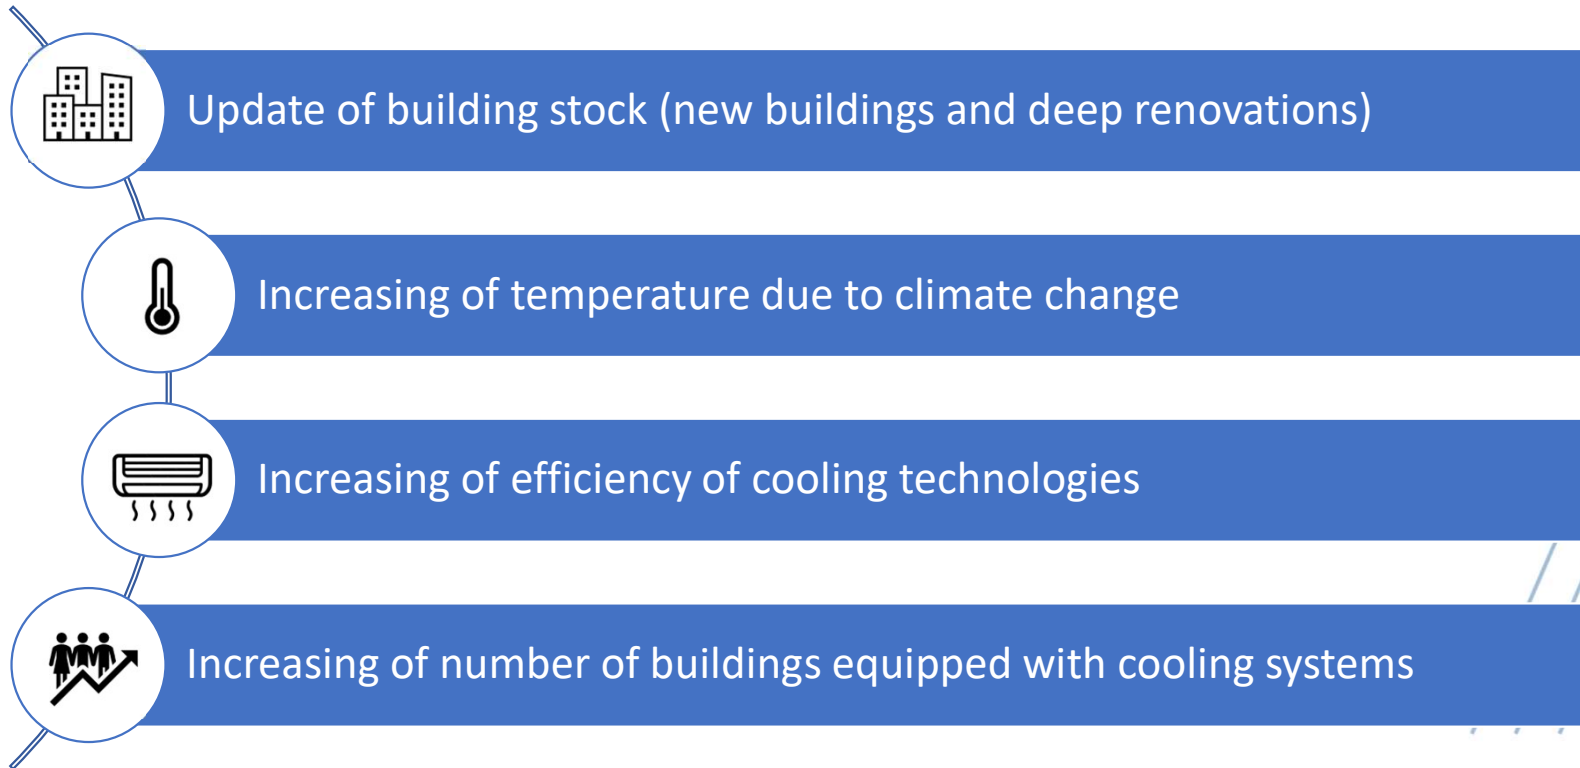 Update of building stock (new buildings and deep renovations)
Increasing of temperature due to climate change
Increasing of efficiency of cooling technologies
Increasing of number of buildings equipped with cooling systems